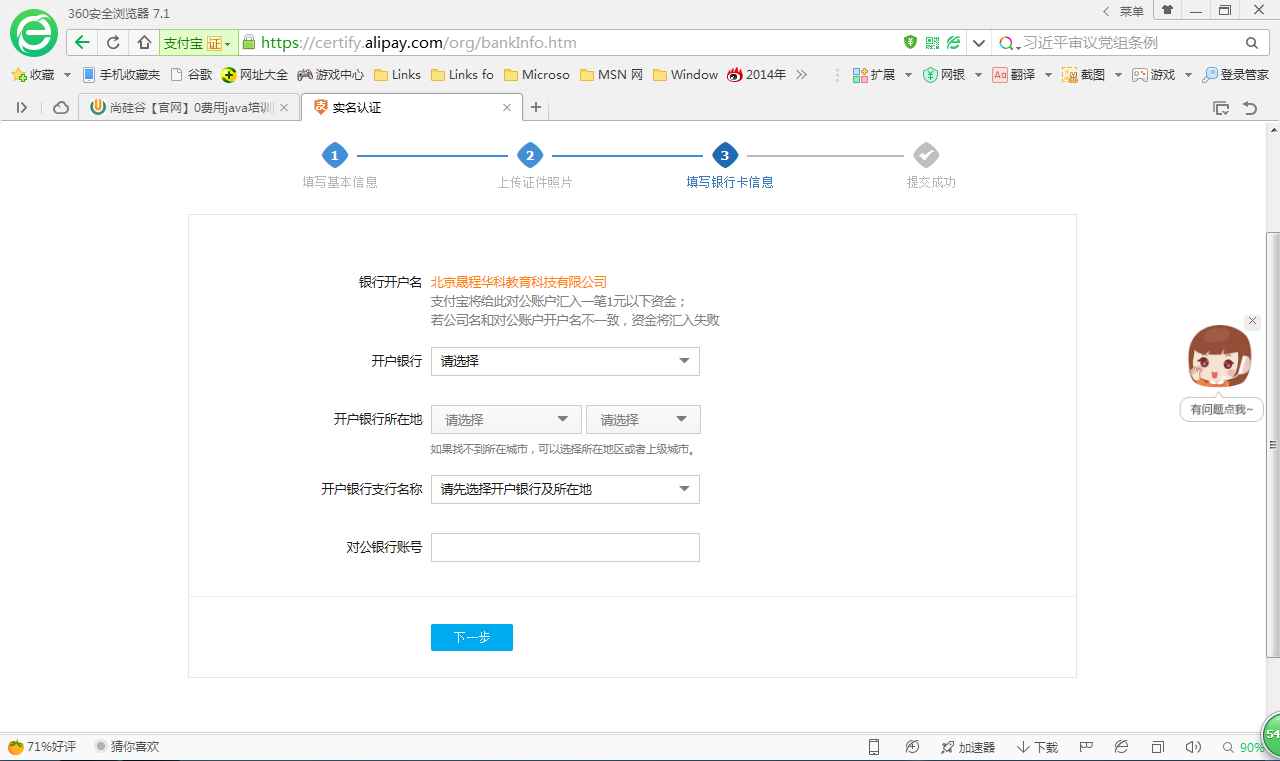 360安全浏览器 7.1
菜单
支付宝 证 https://certify.alipay.com/org/bankInfo.htm
习近平审议党组条例
收藏 手机收藏夹 谷歌 网址大全 游戏中心 Links Links fo Microso MSN 网 Window 2014年 扩展 网银 翻译 截图 游戏 登录管家
尚硅谷【官网】0费用java培训 实名认证
1 2 3
填写基本信息 上传证件照片 填写银行卡信息 提交成功
银行开户名 北京晟程华科教育科技有限公司
支付宝将给此对公账户汇入一笔1元以下资金；
若公司名和对公账户开户名不一致，资金将汇入失败
开户银行 请选择
有问题点我~
开户银行所在地 请选择 请选择
如果找不到所在城市，可以选择所在地区或者上级城市。
开户银行支行名称 请先选择开户银行及所在地
对公银行账号
下一步
71%好评 猜你喜欢 加速器 下载 90%
54